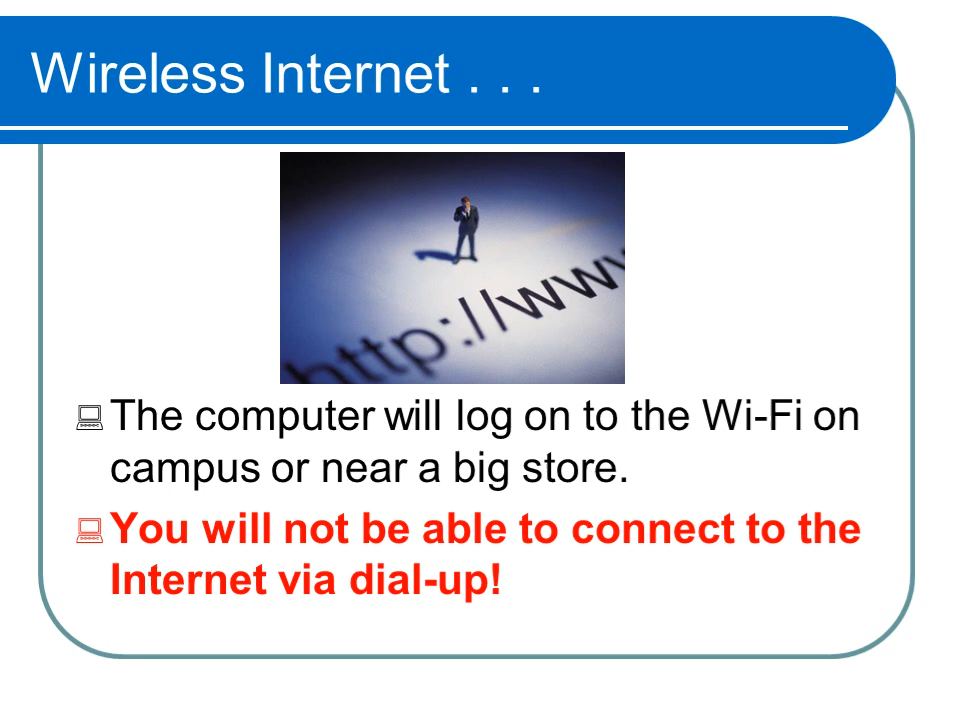 Wireless Internet . . .
http://www
The computer will log on to the Wi-Fi on
campus or near a big store.
You will not be able to connect to the
Internet via dial-up!